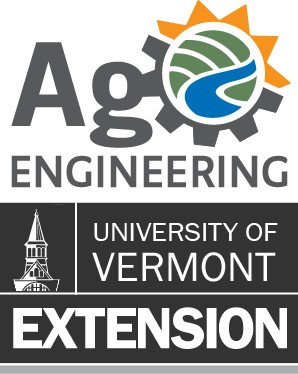 Ag
ENGINEERING
UNIVERSITY OF
VERMONT
EXTENSION